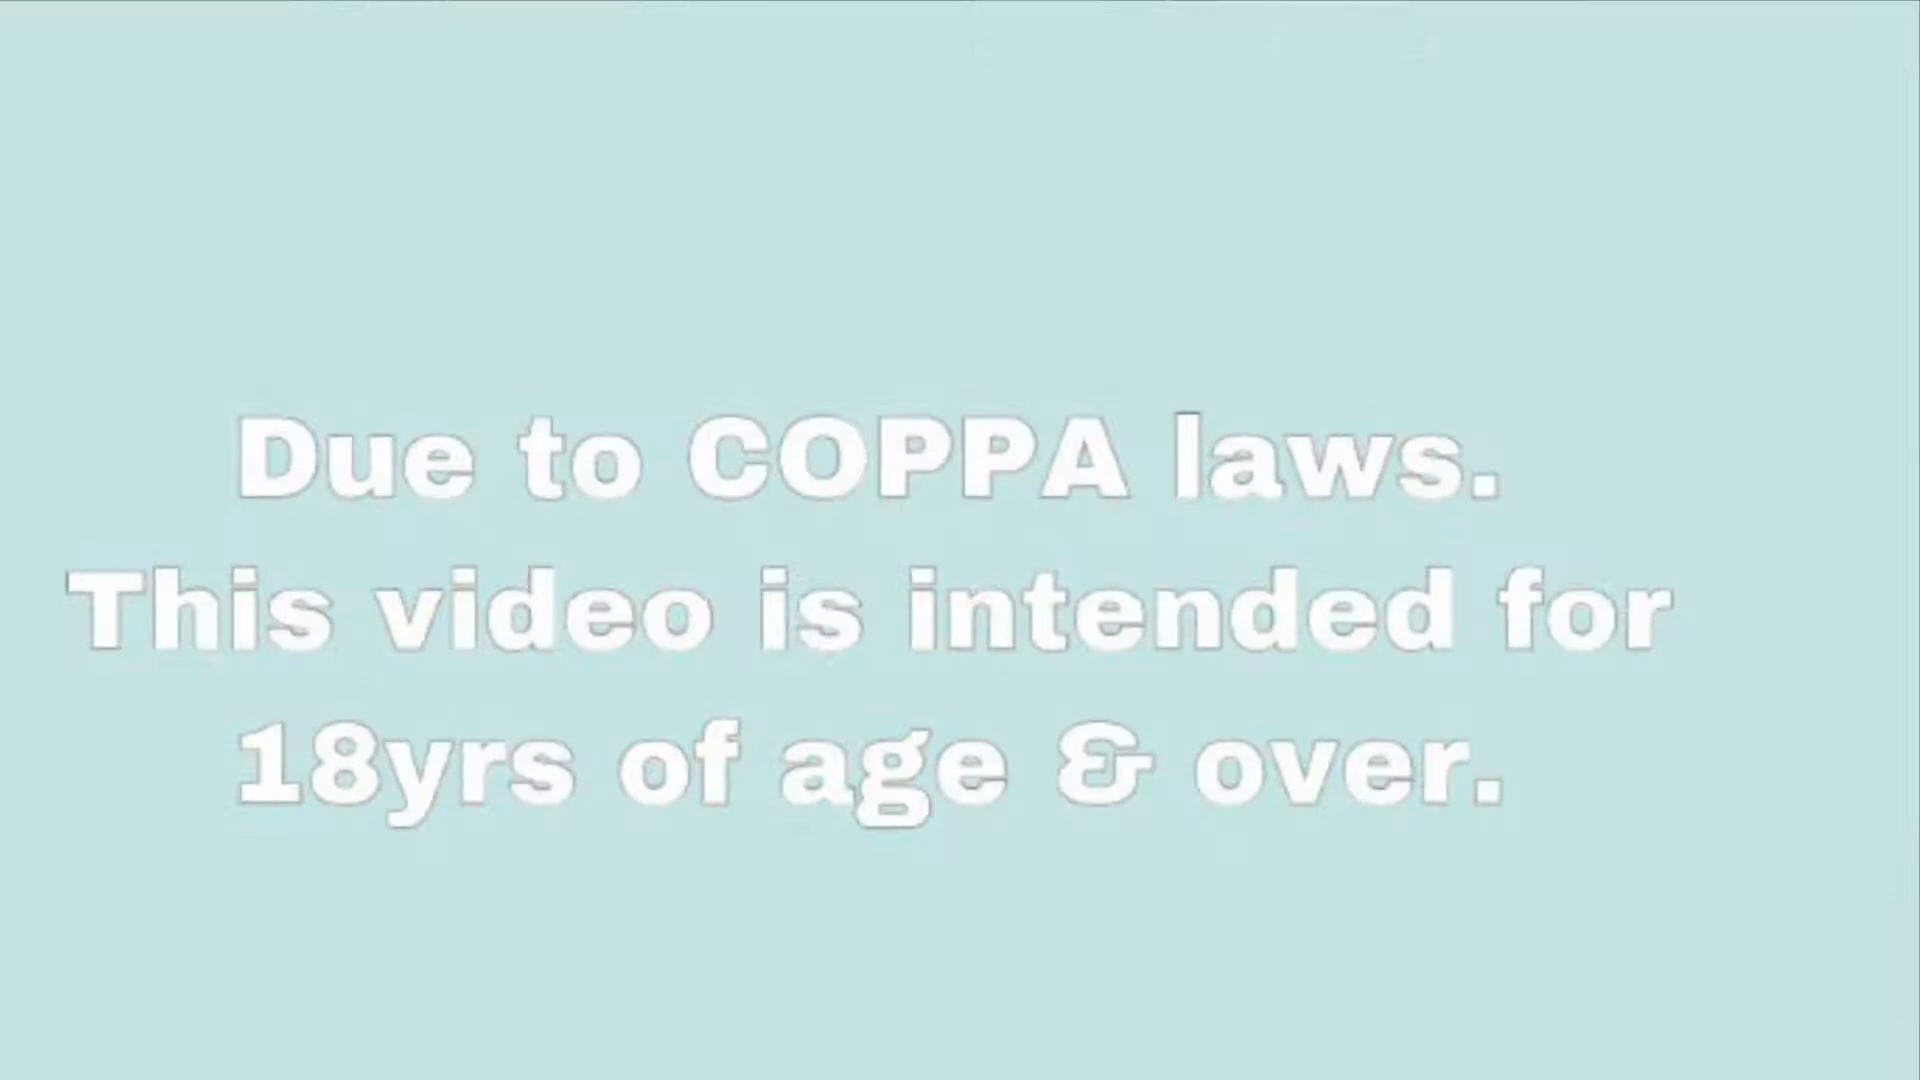 Due to COPPA laws.
This video is intended for
18yrs of age & over.